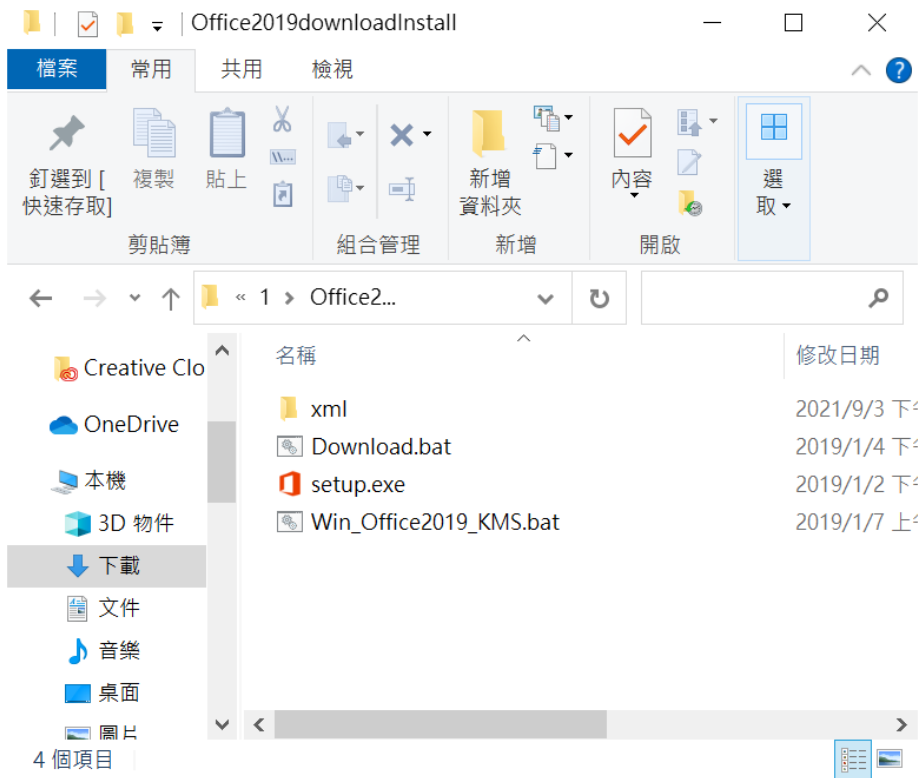 Office2019downloadInstall
檔案 常用 共用 檢視
釘選到 [
快速存取]
複製
貼上
新增
資料夾
內容
選
取
剪貼簿 組合管理 新增 開啟
« 1 > Office2...
名稱 修改日期
Creative Clo
OneDrive
本機
3D 物件
下載
文件
音樂
桌面
圖片
xml 2021/9/3 下午
Download.bat 2019/1/4 下午
setup.exe 2019/1/2 下午
Win_Office2019_KMS.bat 2019/1/7 上午
4 個項目